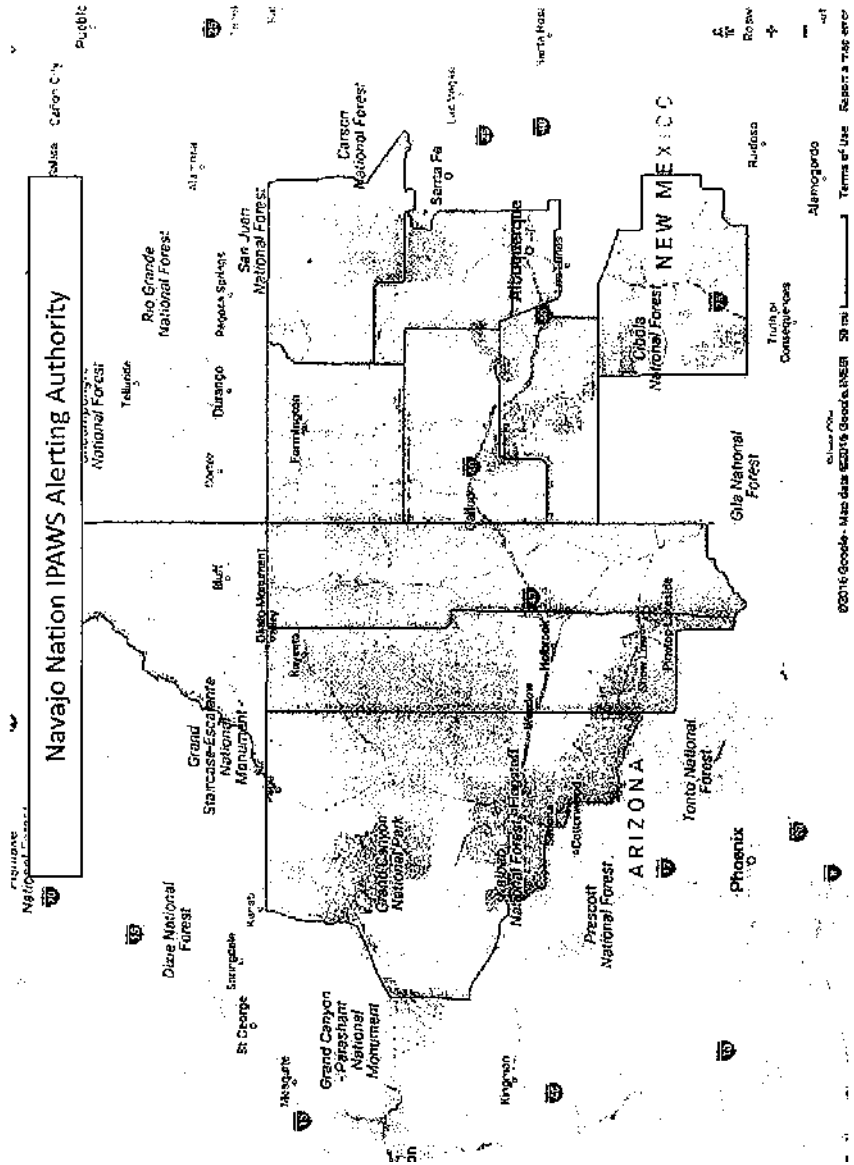 Navajo Nation IPAWS Alerting Authority
National Forest
Telluride
Rio Grande
National Forest
Salida
Cañon City
Pueblo
Dixie National
Forest
Springdale
St George
Kanab
Grand
Staircase-Escalante
National
Monument
Page
Bluff
Cortez
Durango
Pagosa Springs
Alamosa
San Juan
National Forest
Mesquite
Grand Canyon
-Parashant
National
Monument
Grand Canyon
National Park
Kayenta
Oljato-Monument
Valley
Farmington
Carson
National Forest
Santa Fe
Las Vegas
Kingman
Kaibab
National Forest
Flagstaff
Sedona
Cottonwood
Winslow
Holbrook
Gallup
Albuquerque
Los Lunas
Santa Rosa
Prescott
National Forest
ARIZONA
Show Low
Pinetop-Lakeside
Cibola
National Forest
NEW MEXICO
Tonto National
Forest
Phoenix
Gila National
Forest
Truth or
Consequences
Ruidoso
Alamogordo
Rosw
©2016 Google - Map data ©2016 Google, INEGI
50 mi
Terms of Use
Report a map error